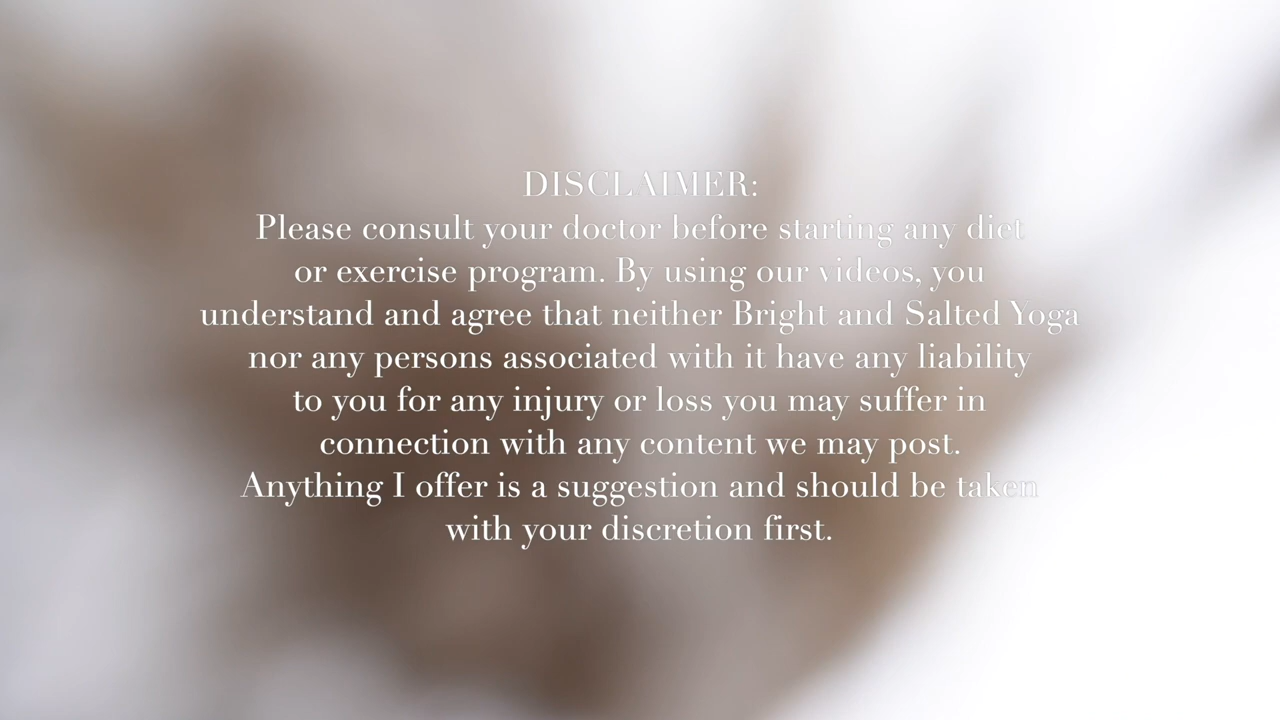 DISCLAIMER:
Please consult your doctor before starting any diet
or exercise program. By using our videos, you
understand and agree that neither Bright and Salted Yoga
nor any persons associated with it have any liability
to you for any injury or loss you may suffer in
connection with any content we may post.
Anything I offer is a suggestion and should be taken
with your discretion first.